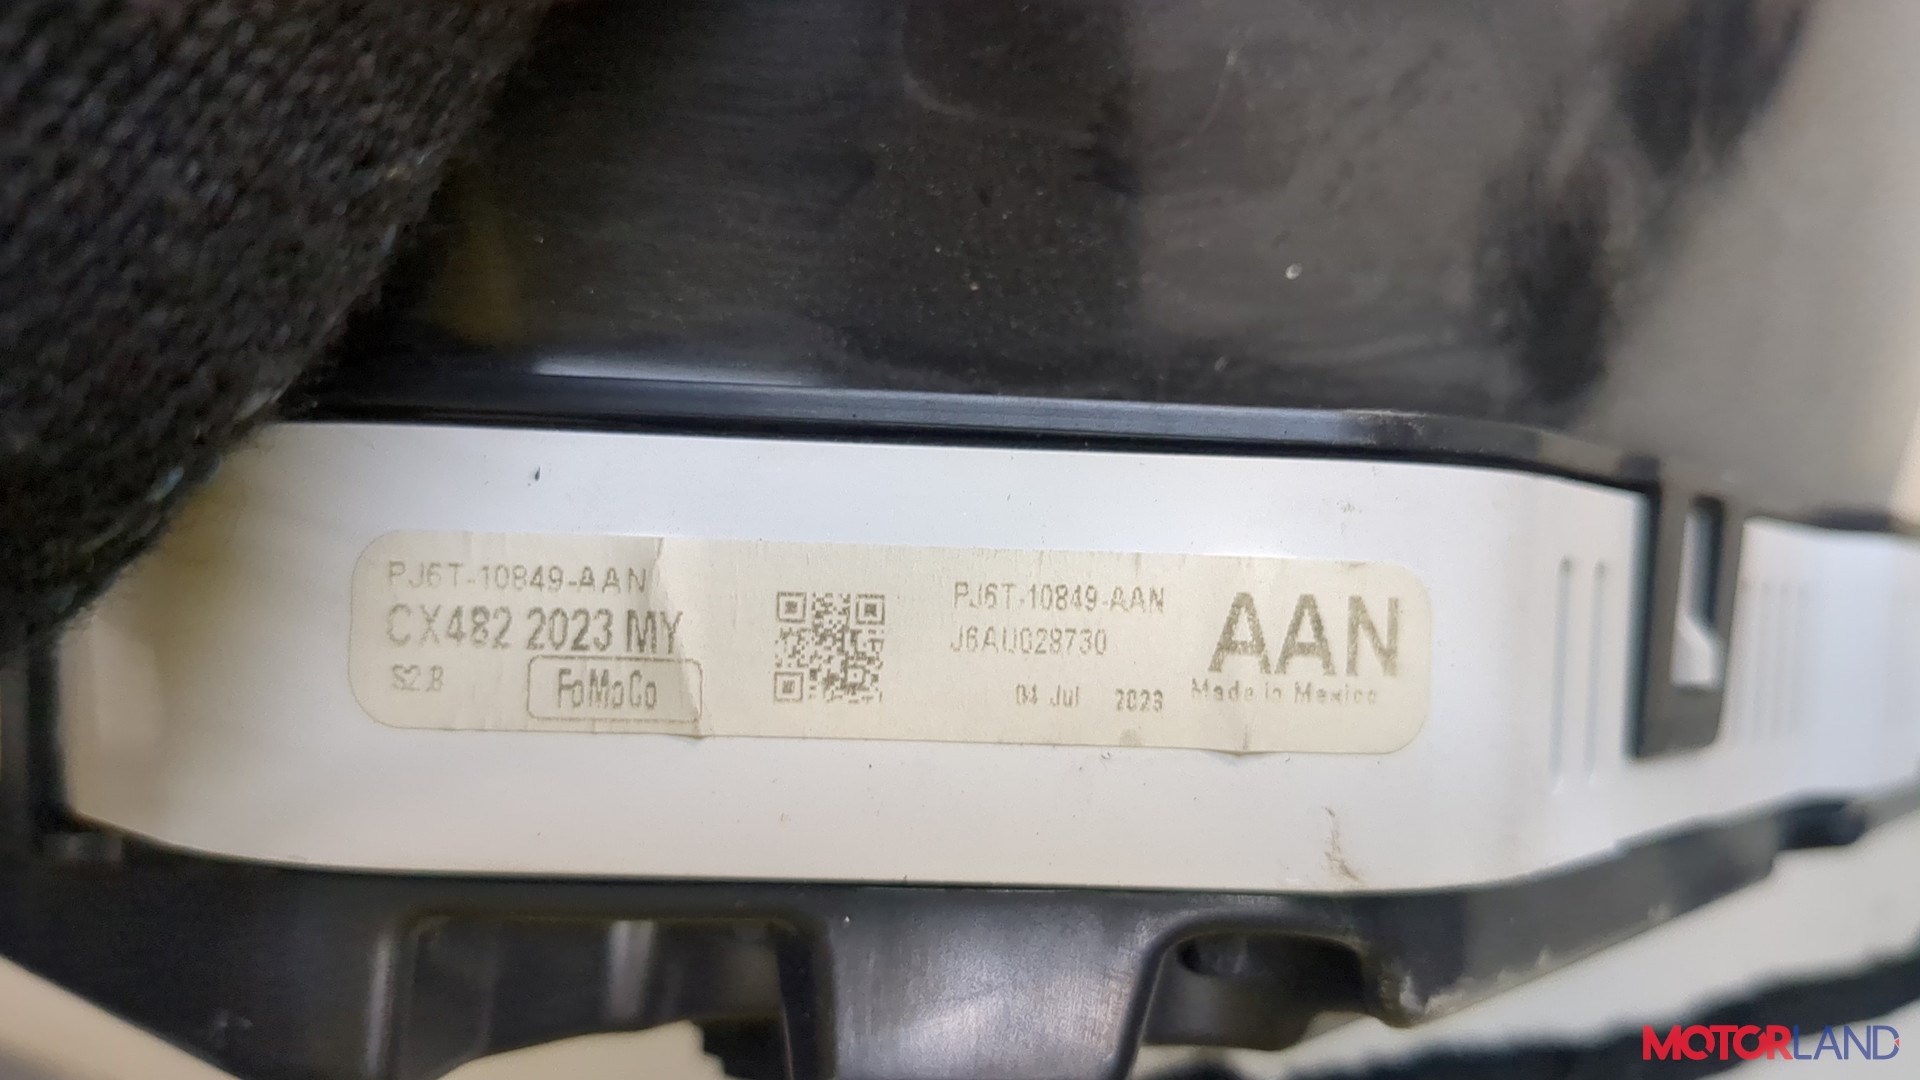 PJ6T-10849-AAN
CX482 2023 MY
S2.B
FoMoCo
PJ6T-10849-AAN
J6AU028730
04 Jul 2023
AAN
Made in Mexico
MOTORLAND